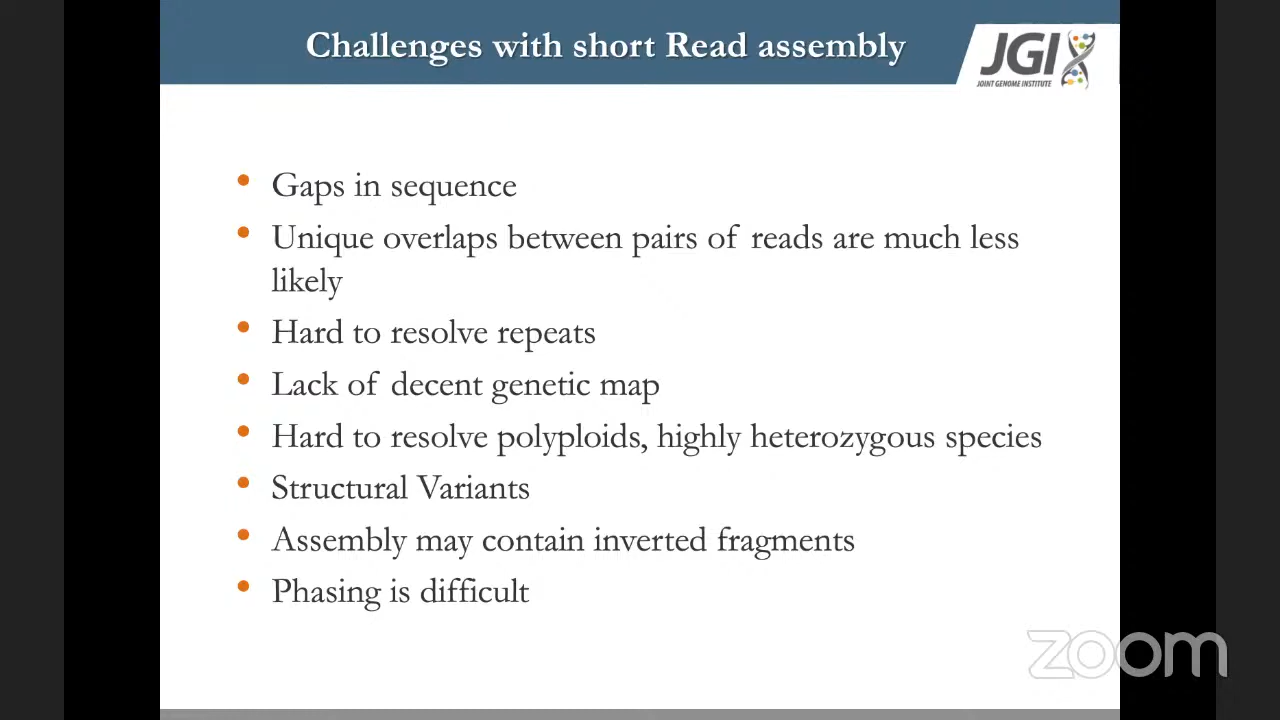 Challenges with short Read assembly
JGI
JOINT GENOME INSTITUTE
• Gaps in sequence
• Unique overlaps between pairs of reads are much less
likely
• Hard to resolve repeats
• Lack of decent genetic map
• Hard to resolve polyploids, highly heterozygous species
• Structural Variants
• Assembly may contain inverted fragments
• Phasing is difficult
zoom